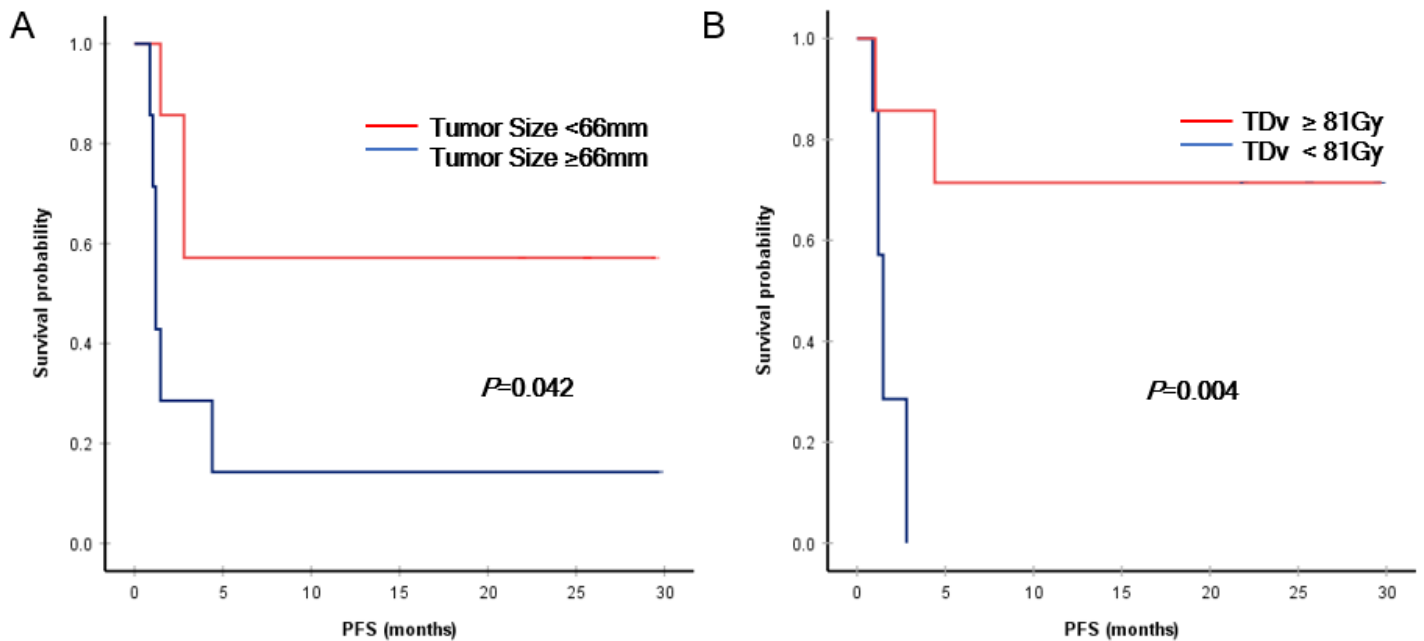 A
1.0
0.8
0.6
0.4
0.2
0.0
Survival probability
Tumor Size <66mm
Tumor Size ≥66mm
P=0.042
0 5 10 15 20 25 30
PFS (months)
B
1.0
0.8
0.6
0.4
0.2
0.0
Survival probability
TDv ≥ 81Gy
TDv < 81Gy
P=0.004
0 5 10 15 20 25 30
PFS (months)